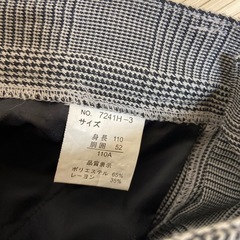 NO. 7241H-3
サイズ
身長 110
胴囲 52
110A
品質表示
ポリエステル 65%
レーヨン 35%